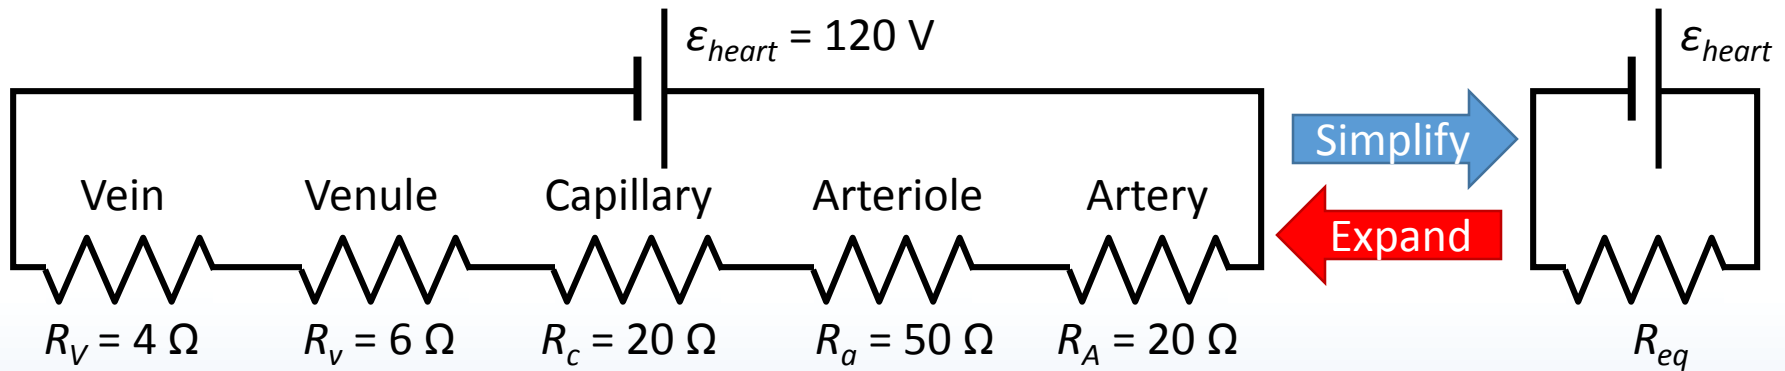 ε_heart = 120 V
ε_heart
Simplify
Vein Venule Capillary Arteriole Artery
Expand
R_V = 4 Ω R_v = 6 Ω R_c = 20 Ω R_a = 50 Ω R_A = 20 Ω R_eq